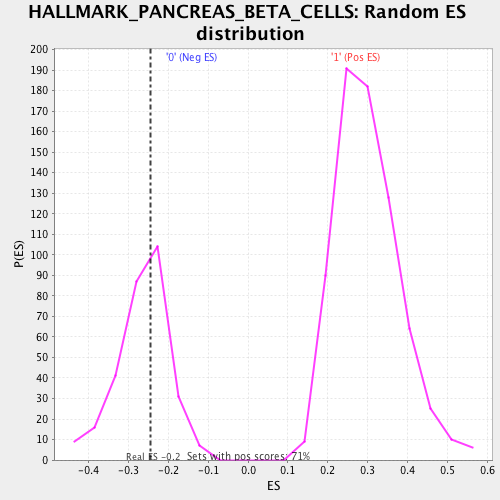 HALLMARK_PANCREAS_BETA_CELLS: Random ES
distribution
'0' (Neg ES)
'1' (Pos ES)
P(ES)
200
190
180
170
160
150
140
130
120
110
100
90
80
70
60
50
40
30
20
10
0
Real ES -0.2
Sets with pos scores: 71%
-0.4 -0.3 -0.2 -0.1 0.0 0.1 0.2 0.3 0.4 0.5 0.6
ES